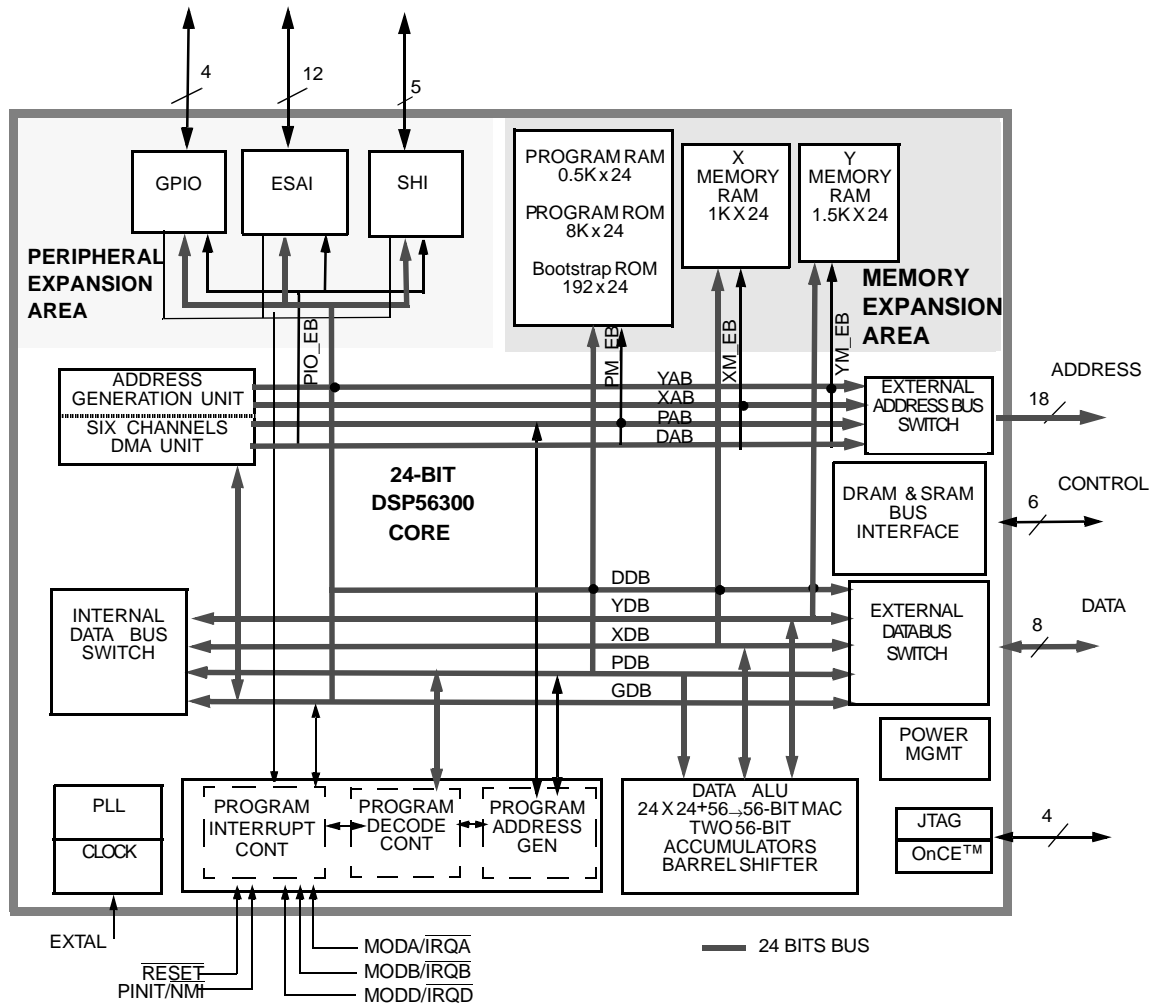 4
12
5
GPIO
ESAI
SHI
PERIPHERAL
EXPANSION
AREA
PROGRAM RAM
0.5K x 24
PROGRAM ROM
8K x 24
Bootstrap ROM
192 x 24
X
MEMORY
RAM
1K X 24
Y
MEMORY
RAM
1.5K X 24
MEMORY
EXPANSION
AREA
PIO_EB
PM_EB
XM_EB
YM_EB
ADDRESS
GENERATION UNIT
SIX CHANNELS
DMA UNIT
YAB
XAB
PAB
DAB
EXTERNAL
ADDRESS BUS
SWITCH
ADDRESS
18
24-BIT
DSP56300
CORE
DRAM & SRAM
BUS
INTERFACE
CONTROL
6
INTERNAL
DATA BUS
SWITCH
DDB
YDB
XDB
PDB
GDB
EXTERNAL
DATA BUS
SWITCH
DATA
8
POWER
MGMT
PLL
CLOCK
PROGRAM
INTERRUPT
CONT
PROGRAM
DECODE
CONT
PROGRAM
ADDRESS
GEN
DATA ALU
24 X 24+56→56-BIT MAC
TWO 56-BIT
ACCUMULATORS
BARREL SHIFTER
JTAG
OnCE™
4
EXTAL
RESET
PINIT/NMI
MODA/IRQA
MODB/IRQB
MODD/IRQD
24 BITS BUS